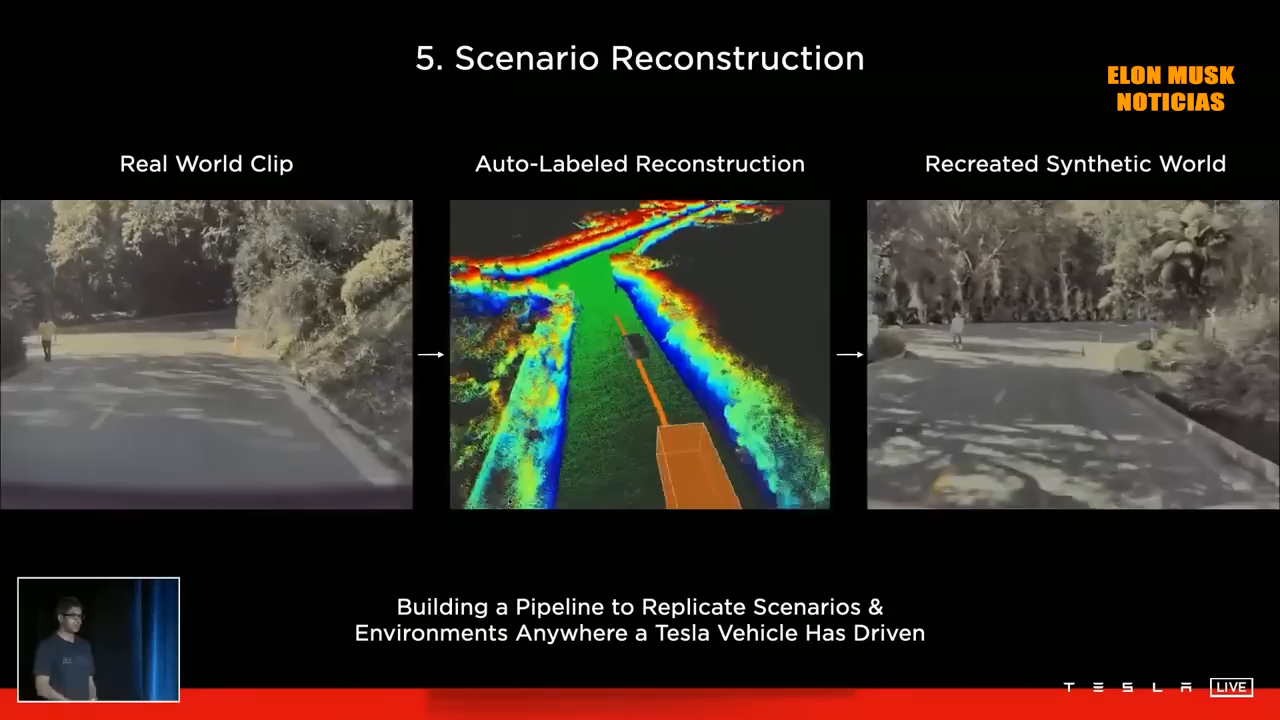 5. Scenario Reconstruction
ELON MUSK
NOTICIAS
Real World Clip
Auto-Labeled Reconstruction
Recreated Synthetic World
Building a Pipeline to Replicate Scenarios &
Environments Anywhere a Tesla Vehicle Has Driven
TESLA LIVE